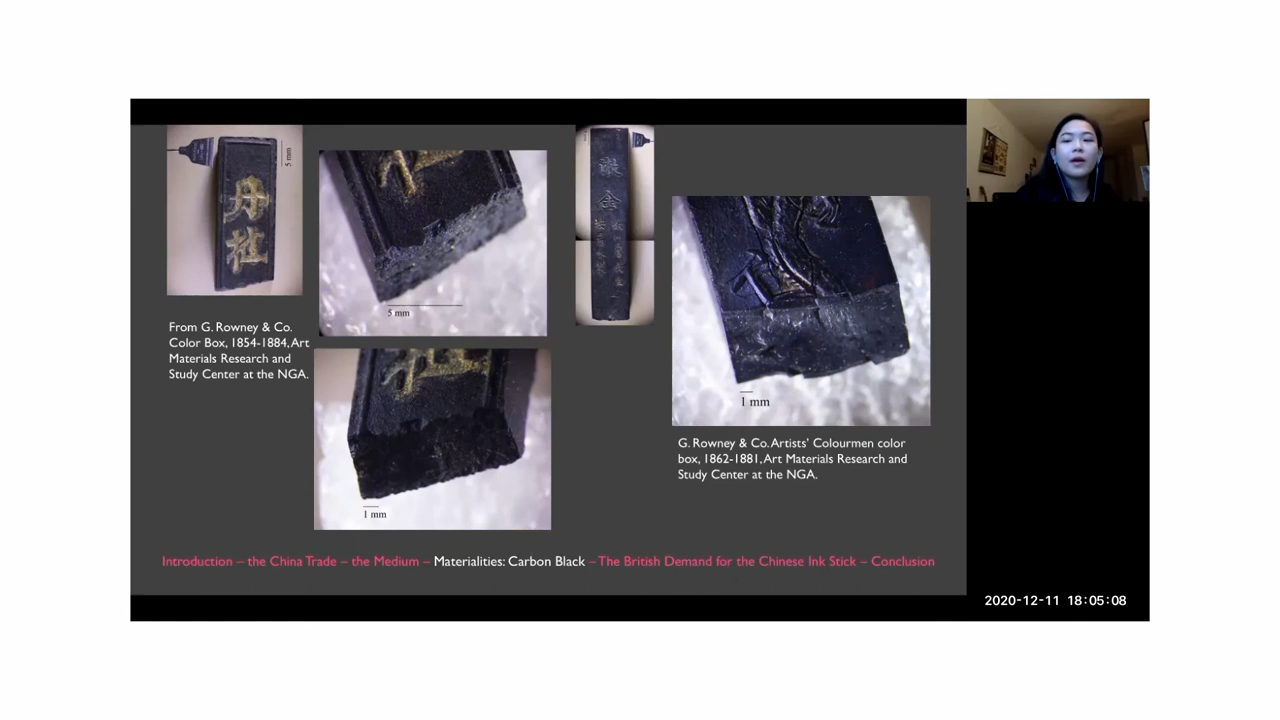 丹
5 mm
From G. Rowney & Co.
Color Box, 1854-1884, Art
Materials Research and
Study Center at the NGA.
5 mm
1 mm
金
1 mm
G. Rowney & Co. Artists’ Colourmen color
box, 1862-1881, Art Materials Research and
Study Center at the NGA.
Introduction – the China Trade – the Medium – Materialities: Carbon Black – The British Demand for the Chinese Ink Stick – Conclusion
2020-12-11 18:05:08